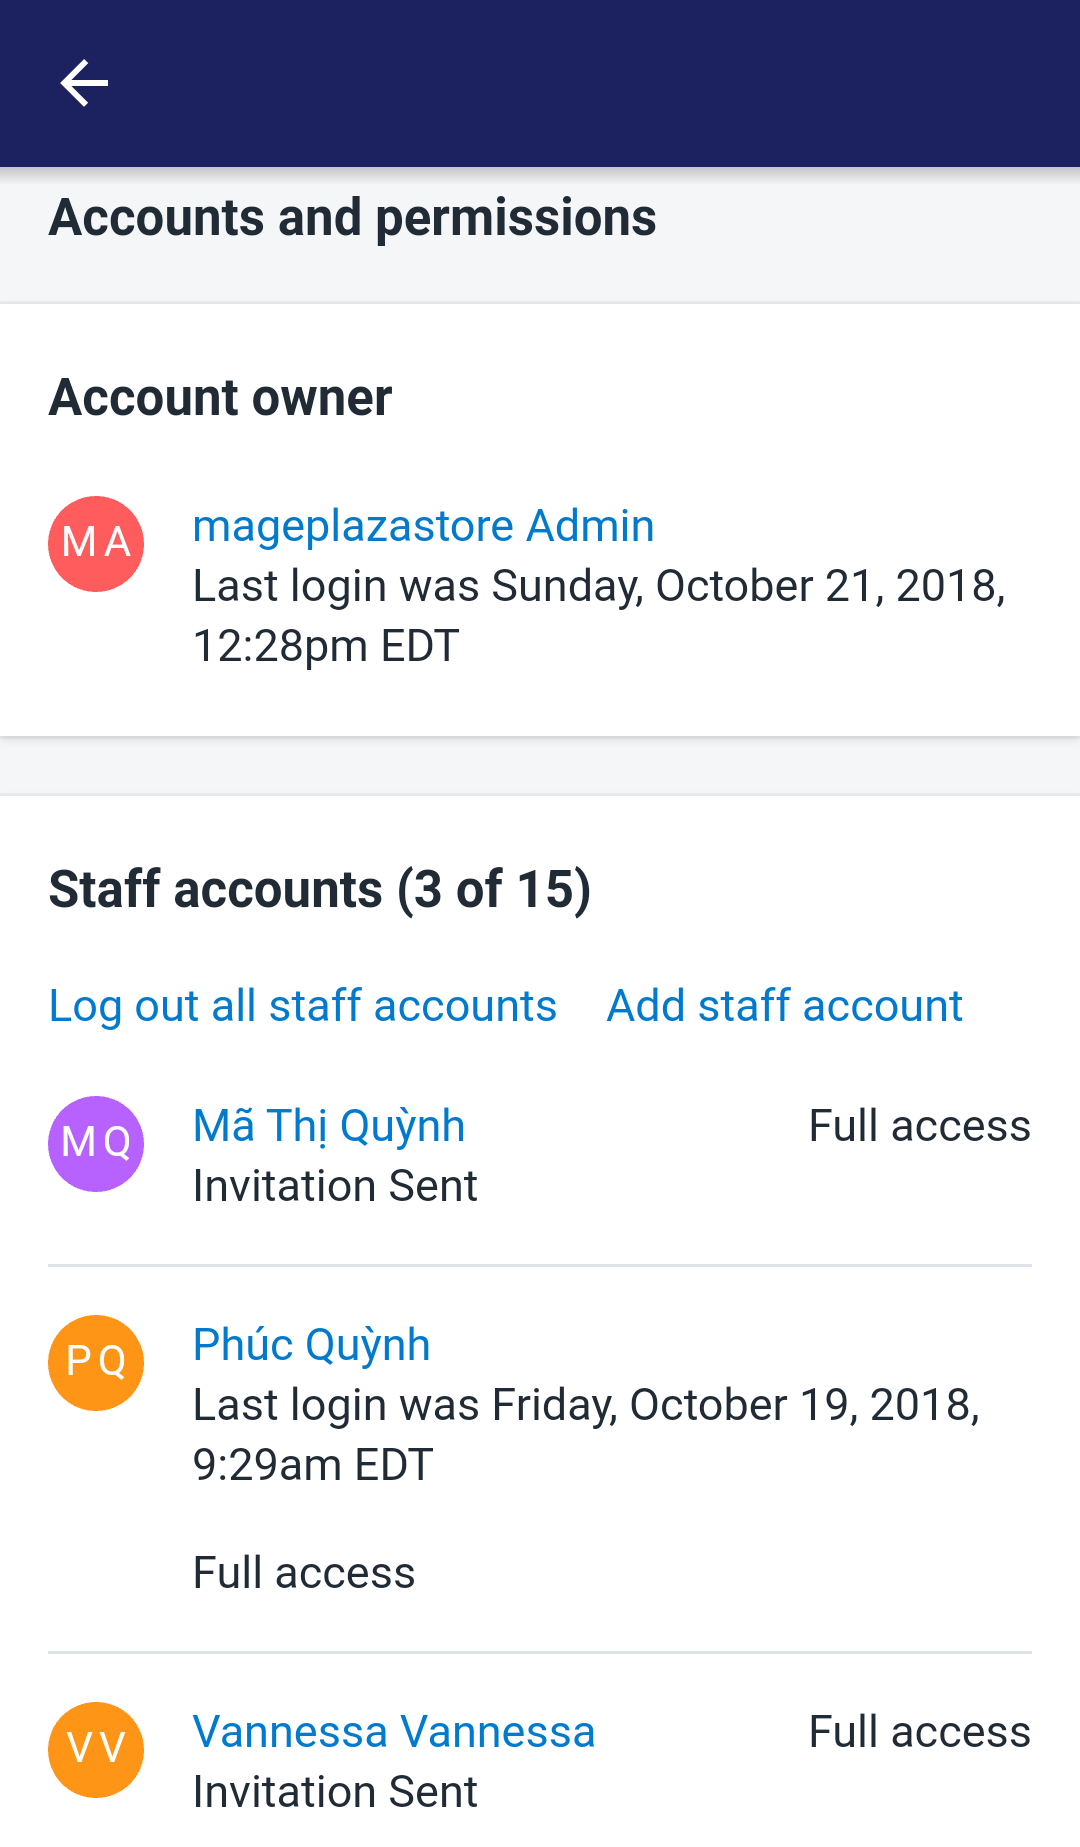 Accounts and permissions
Account owner
MA
mageplazastore Admin
Last login was Sunday, October 21, 2018,
12:28pm EDT
Staff accounts (3 of 15)
Log out all staff accounts Add staff account
MQ
Mã Thị Quỳnh Full access
Invitation Sent
PQ
Phúc Quỳnh
Last login was Friday, October 19, 2018,
9:29am EDT
Full access
VV
Vannessa Vannessa Full access
Invitation Sent